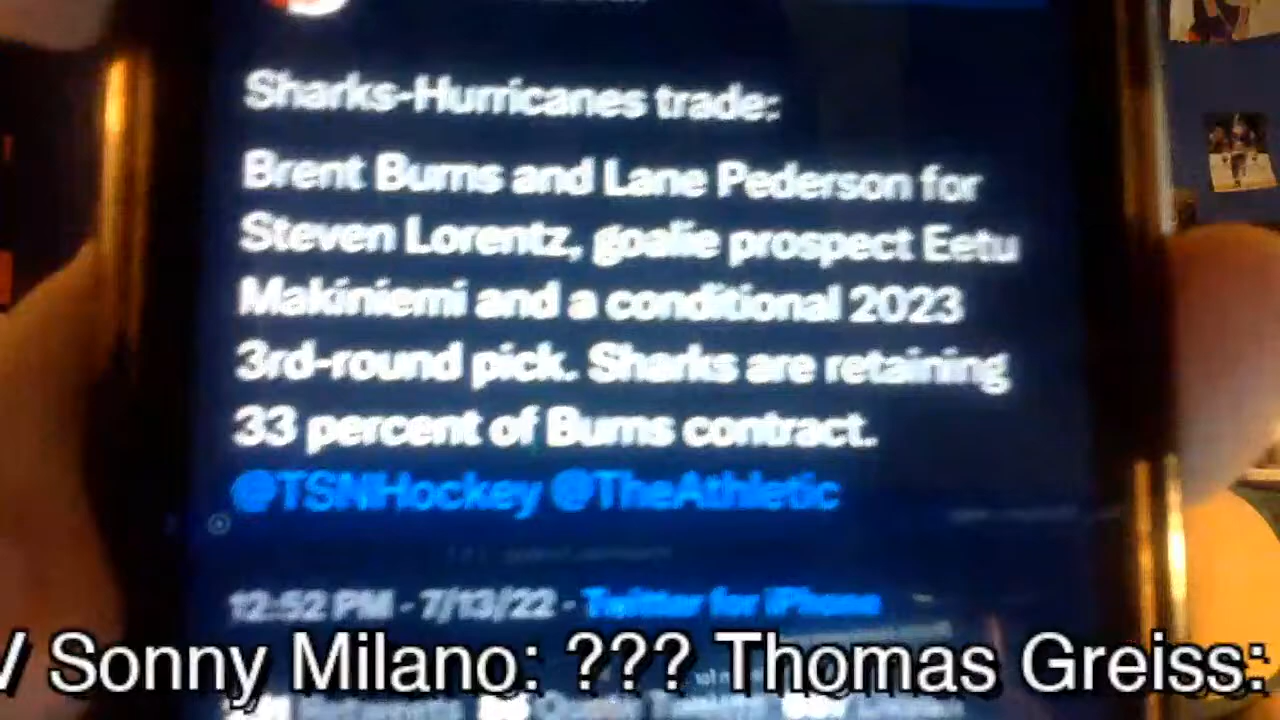 Sharks-Hurricanes trade:
Brent Burns and Lane Pederson for
Steven Lorentz, goalie prospect Eetu
Makiniemi and a conditional 2023
3rd-round pick. Sharks are retaining
33 percent of Burns contract.
@TSNHockey @TheAthletic
12:52 PM - 7/13/22 - Twitter for iPhone
Sonny Milano: ??? Thomas Greiss: